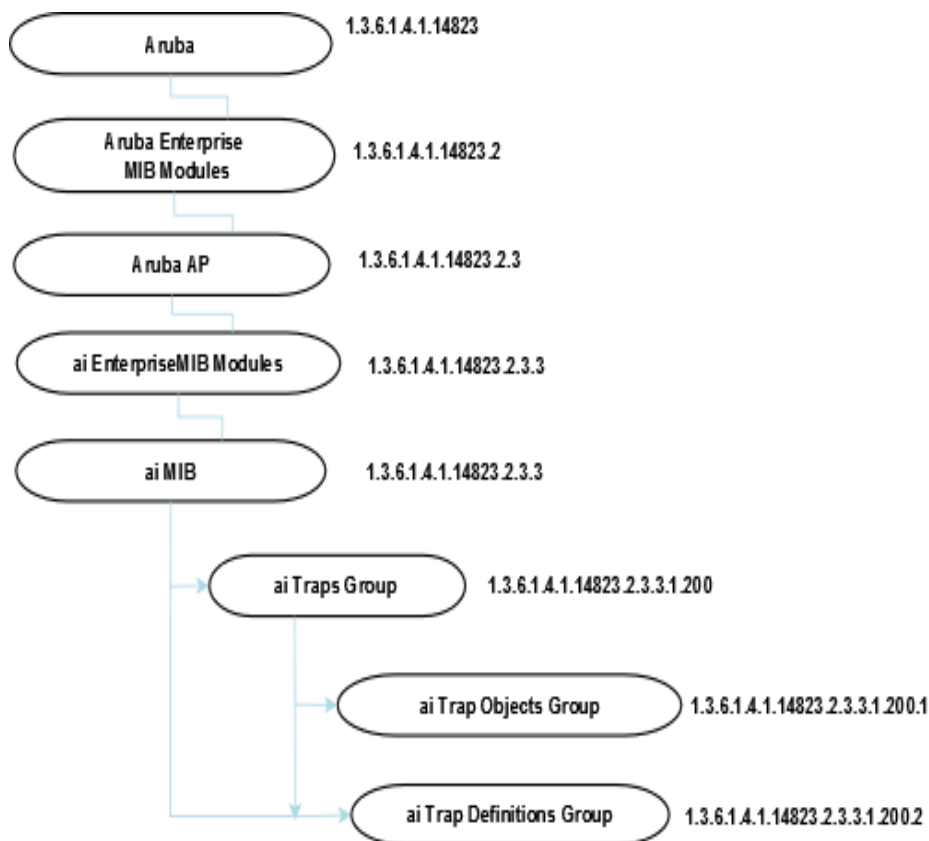 Aruba
1.3.6.1.4.1.14823
Aruba Enterprise
MIB Modules
1.3.6.1.4.1.14823.2
Aruba AP
1.3.6.1.4.1.14823.2.3
ai EnterpriseMIB Modules
1.3.6.1.4.1.14823.2.3.3
ai MIB
1.3.6.1.4.1.14823.2.3.3
ai Traps Group
1.3.6.1.4.1.14823.2.3.3.1.200
ai Trap Objects Group
1.3.6.1.4.1.14823.2.3.3.1.200.1
ai Trap Definitions Group
1.3.6.1.4.1.14823.2.3.3.1.200.2